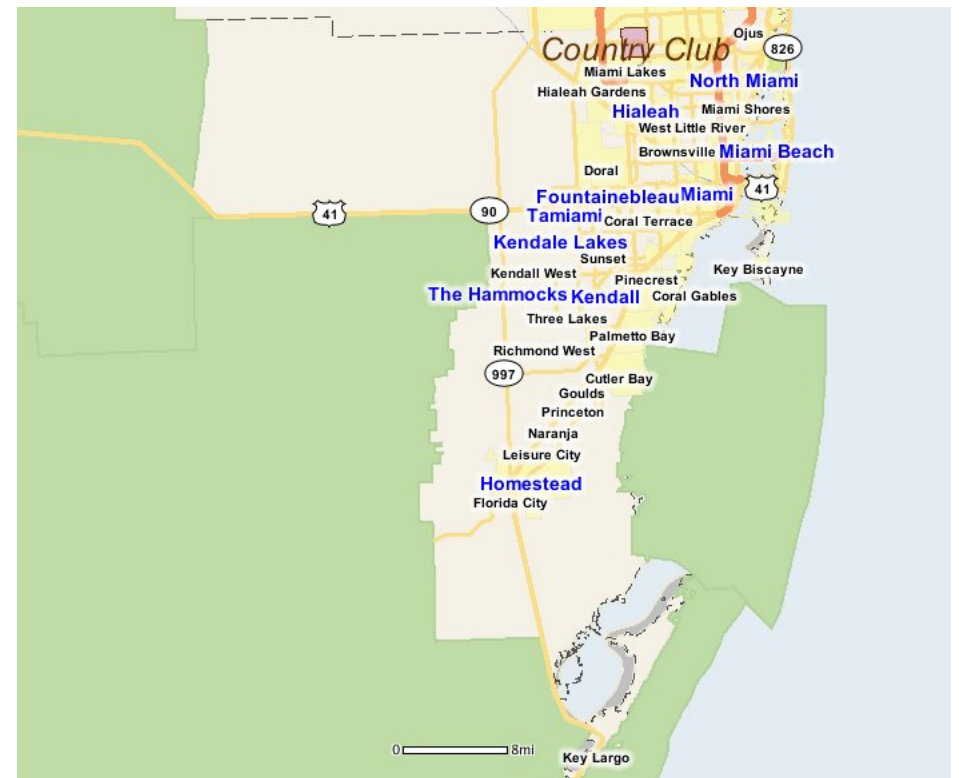 Ojus
826
Country Club
Miami Lakes
North Miami
Hialeah Gardens
Hialeah
Miami Shores
West Little River
Brownsville
Miami Beach
Doral
41
Fountainebleau
Miami
41
90
Tamiami
Coral Terrace
Kendale Lakes
Sunset
Kendall West
Key Biscayne
Pinecrest
The Hammocks
Kendall
Coral Gables
Three Lakes
Palmetto Bay
Richmond West
997
Cutler Bay
Goulds
Princeton
Naranja
Leisure City
Homestead
Florida City
0 8mi
Key Largo